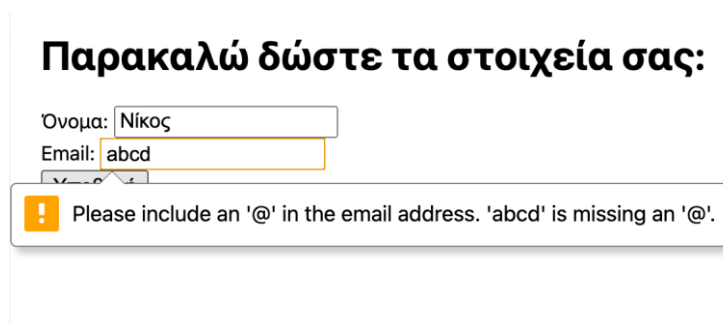 Παρακαλώ δώστε τα στοιχεία σας:
Όνομα: Νίκος
Email: abcd
Please include an '@' in the email address. 'abcd' is missing an '@'.